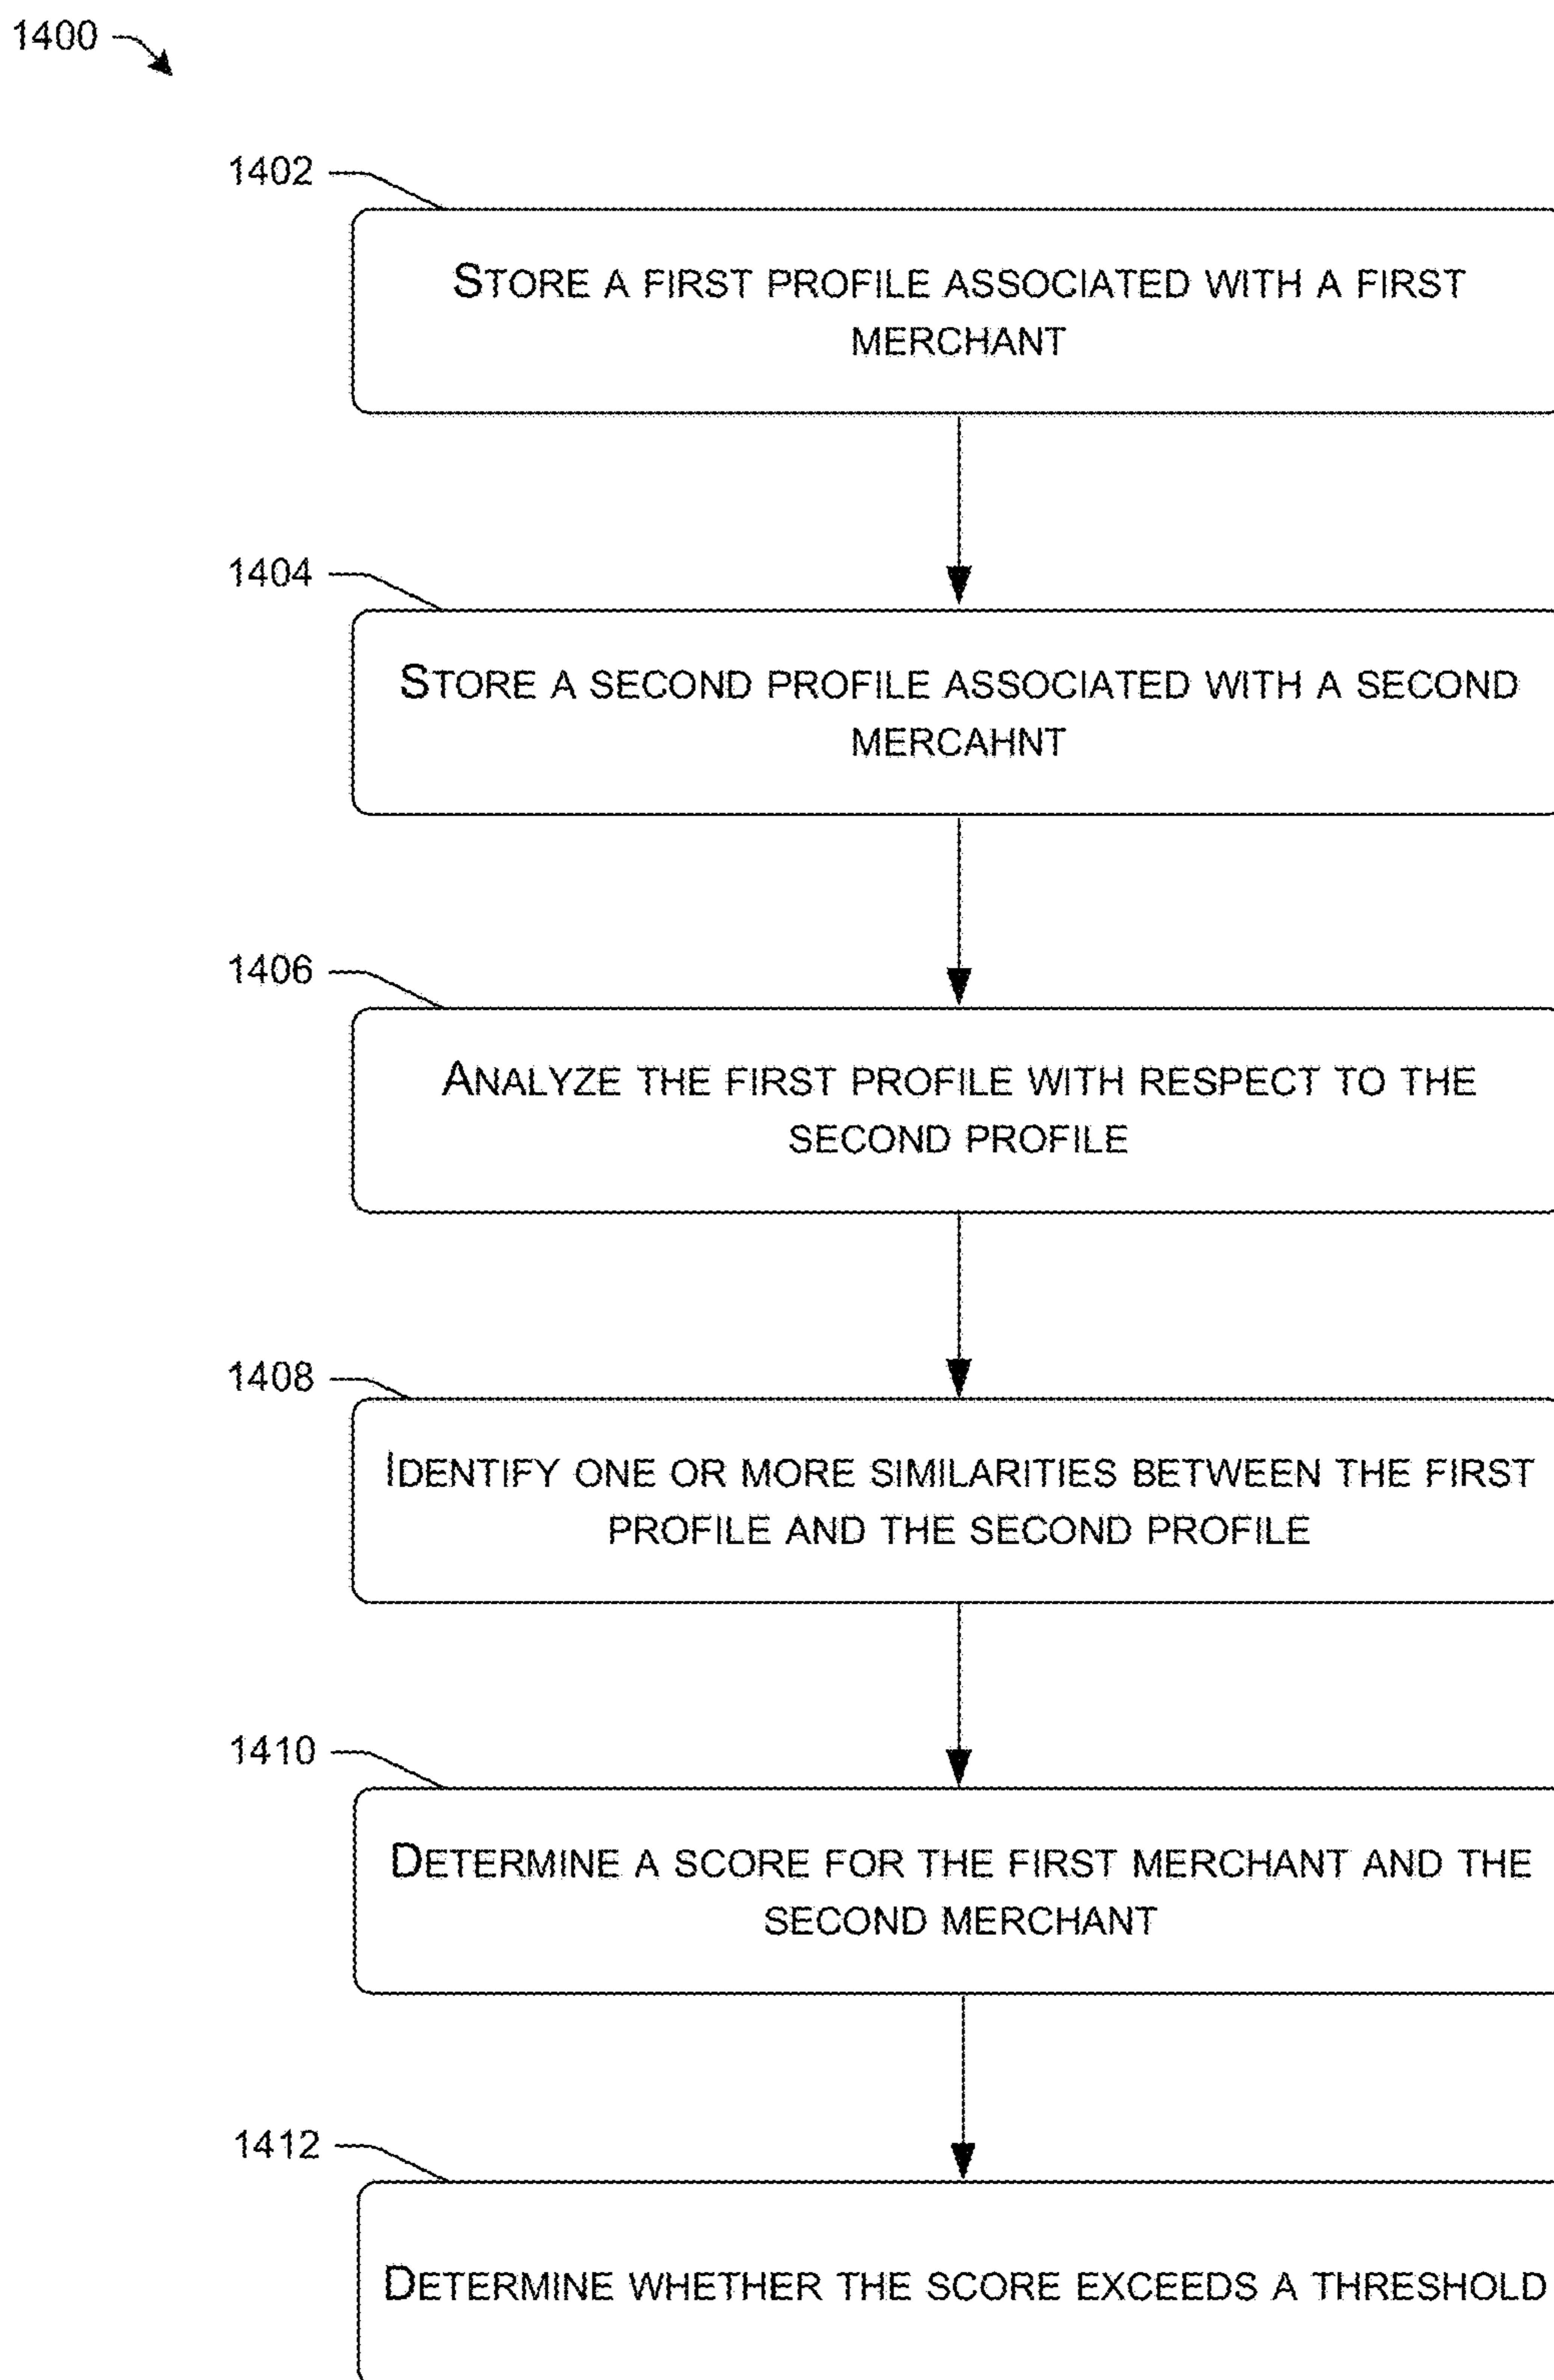 1400
1402
STORE A FIRST PROFILE ASSOCIATED WITH A FIRST
MERCHANT
1404
STORE A SECOND PROFILE ASSOCIATED WITH A SECOND
MERCAHNT
1406
ANALYZE THE FIRST PROFILE WITH RESPECT TO THE
SECOND PROFILE
1408
IDENTIFY ONE OR MORE SIMILARITIES BETWEEN THE FIRST
PROFILE AND THE SECOND PROFILE
1410
DETERMINE A SCORE FOR THE FIRST MERCHANT AND THE
SECOND MERCHANT
1412
DETERMINE WHETHER THE SCORE EXCEEDS A THRESHOLD